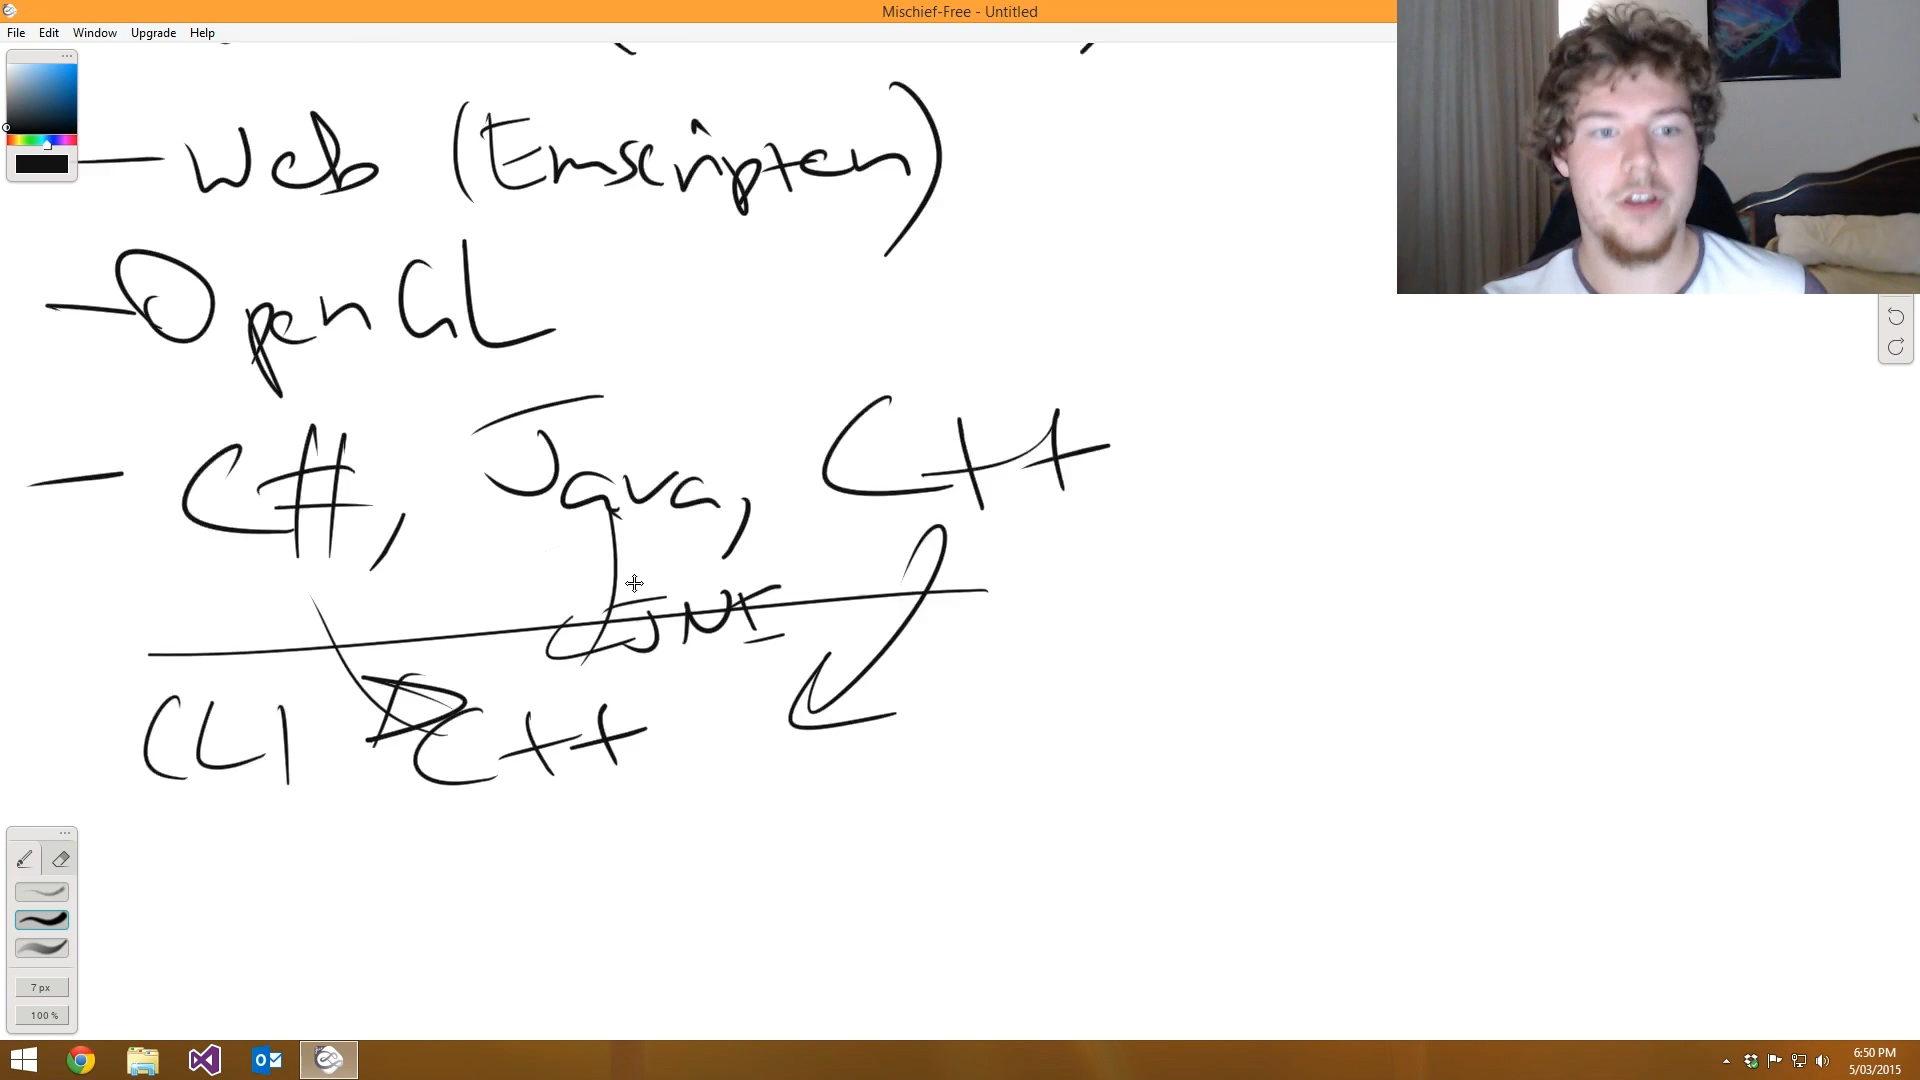 Mischief-Free - Untitled
File Edit Window Upgrade Help
- Web (Emscripten)
- OpenGL
- C#, Java, C++
JNI
CLI C++
7 px
100 %
6:50 PM
5/03/2015